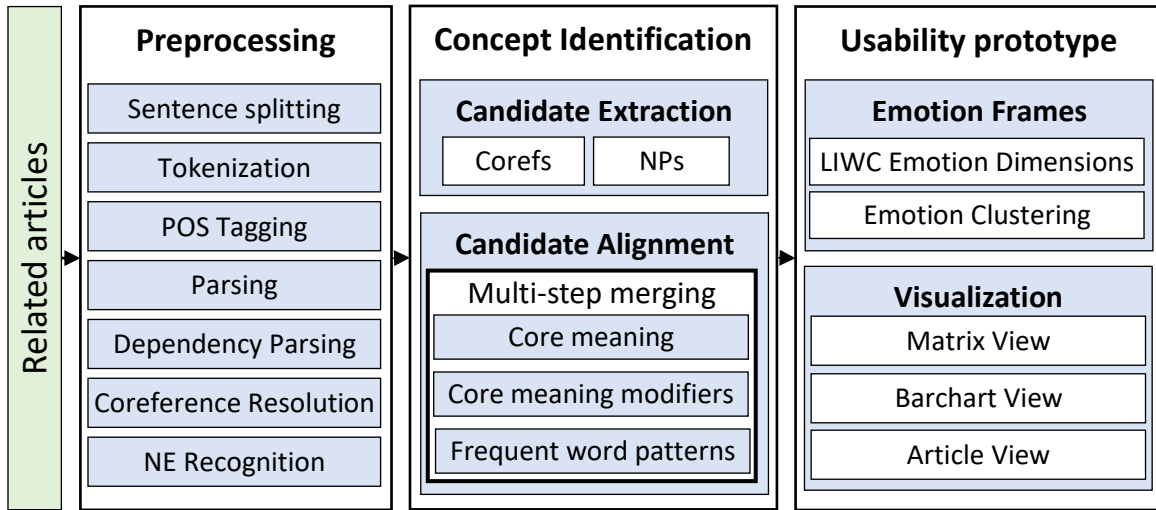 Related articles
Preprocessing
Sentence splitting
Tokenization
POS Tagging
Parsing
Dependency Parsing
Coreference Resolution
NE Recognition
Concept Identification
Candidate Extraction
Corefs
NPs
Candidate Alignment
Multi-step merging
Core meaning
Core meaning modifiers
Frequent word patterns
Usability prototype
Emotion Frames
LIWC Emotion Dimensions
Emotion Clustering
Visualization
Matrix View
Barchart View
Article View